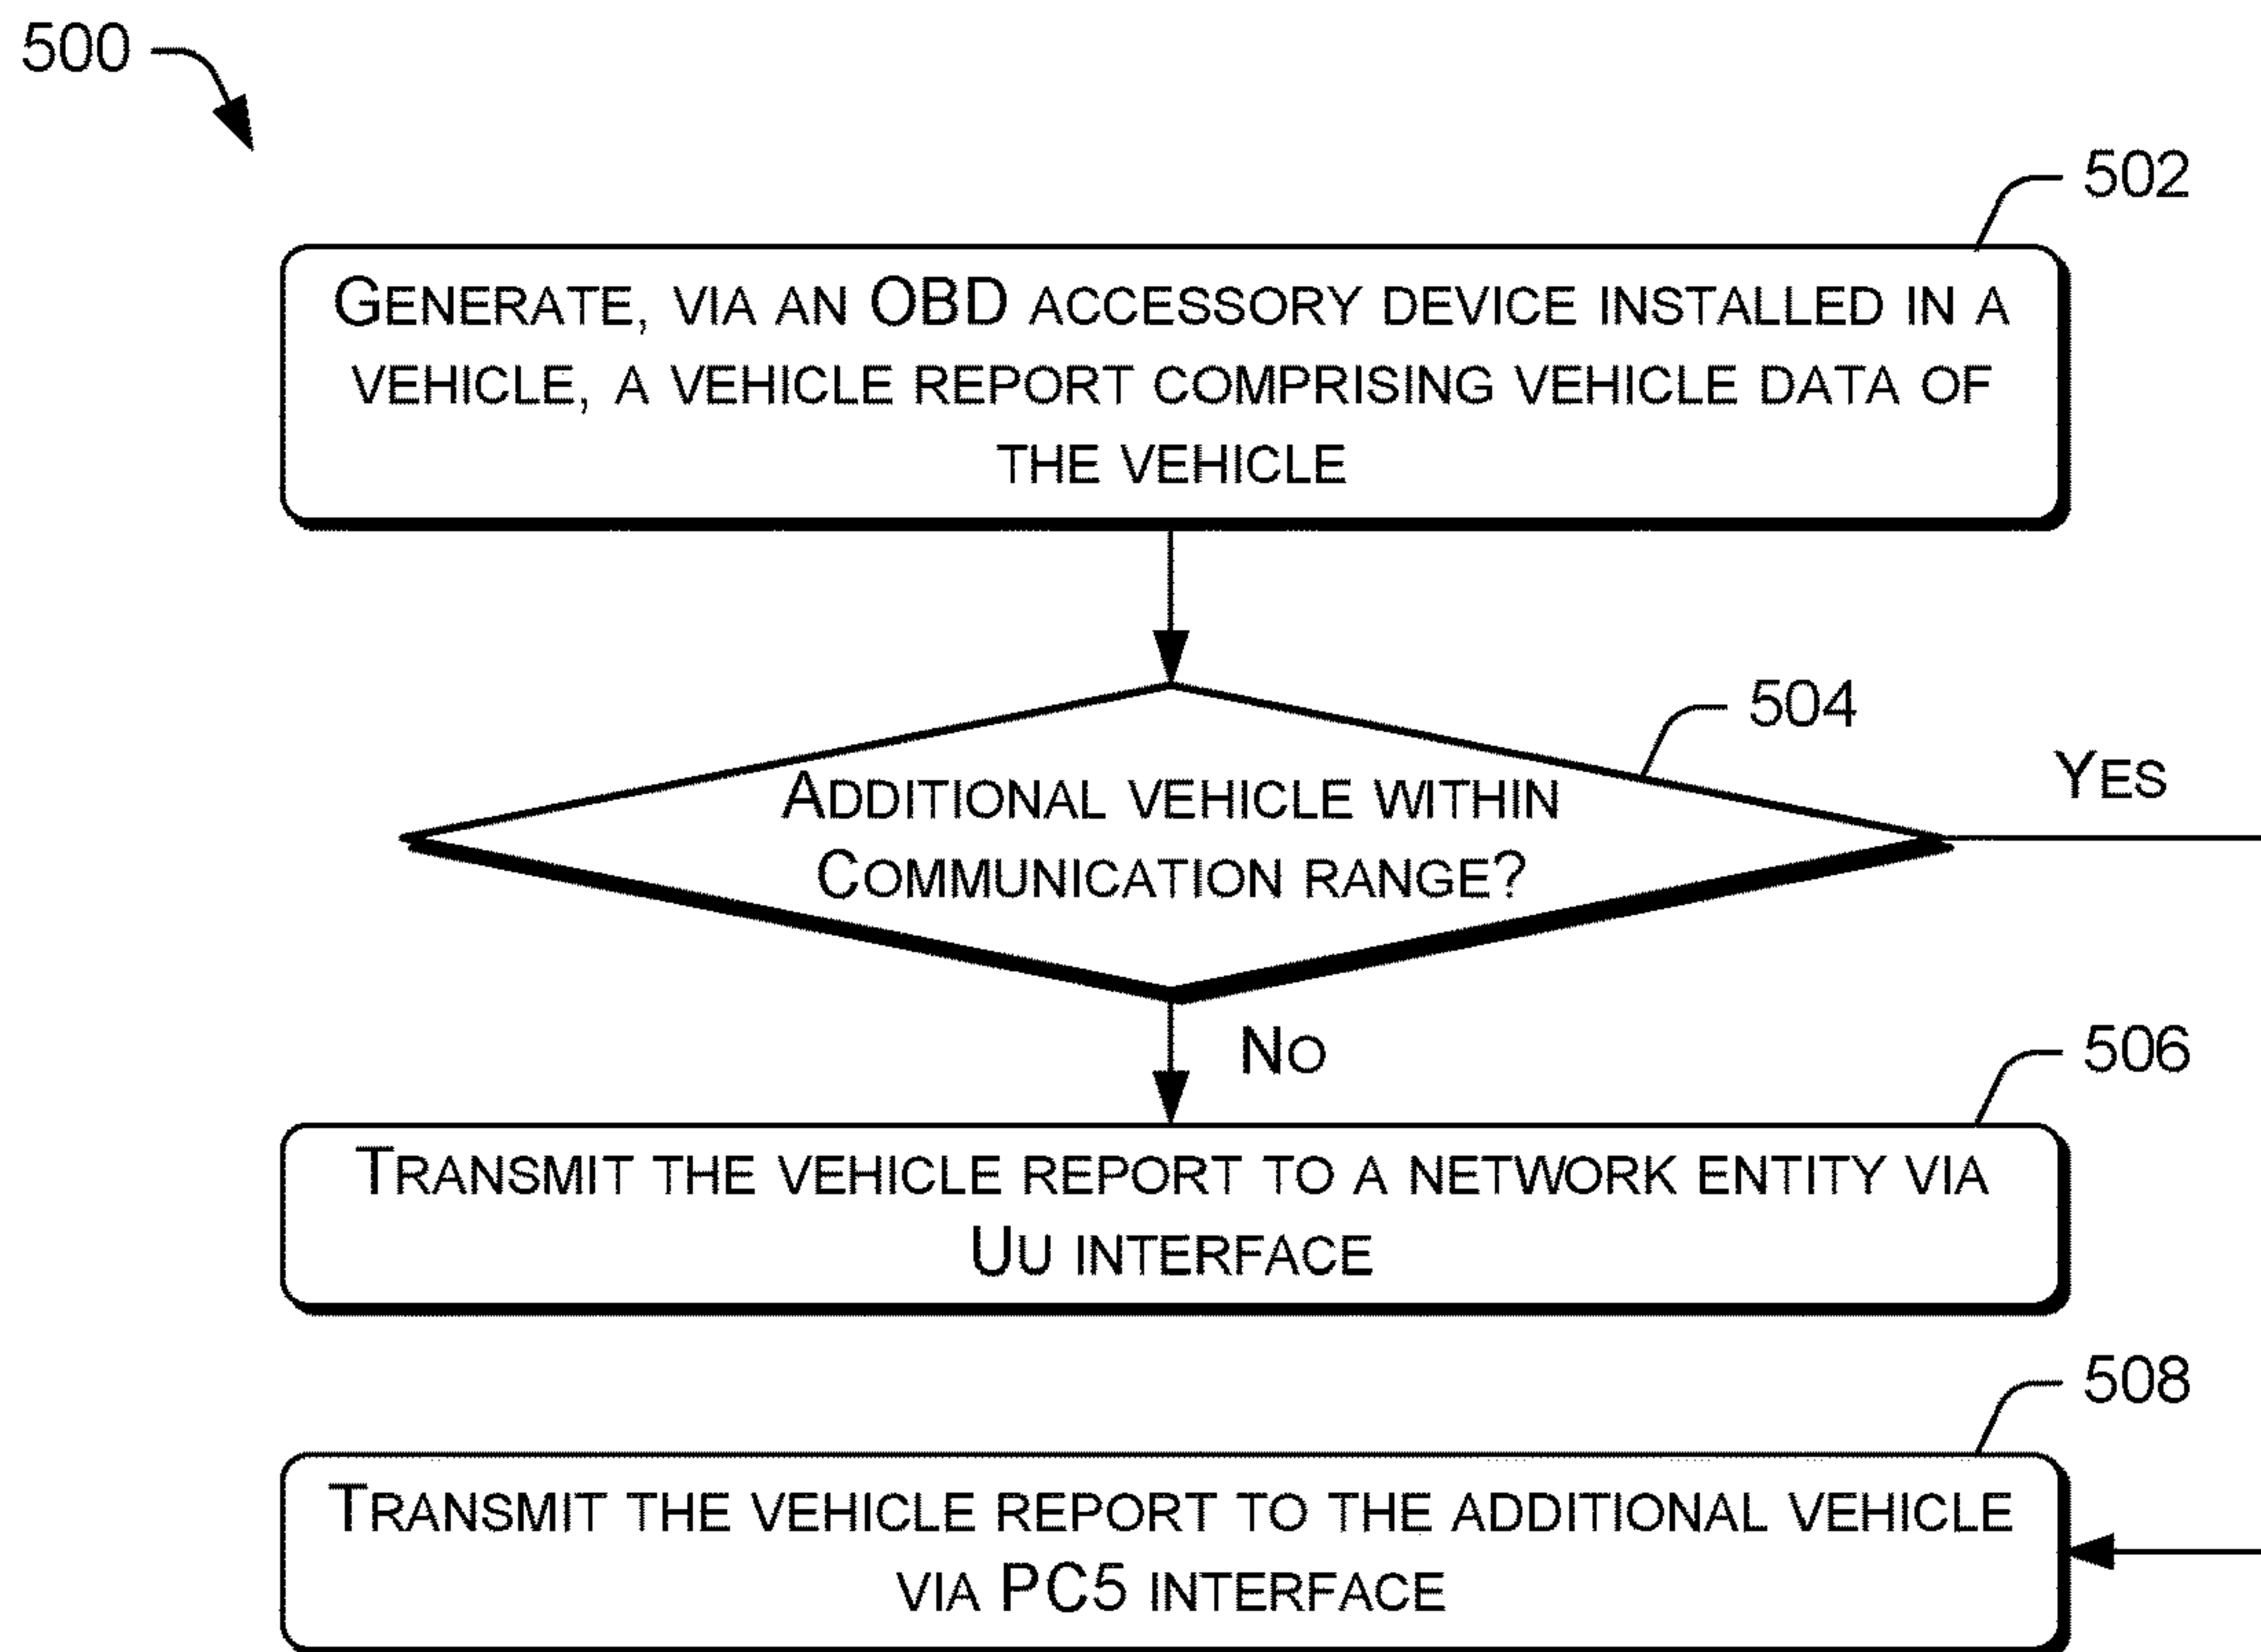 500
502
GENERATE, VIA AN OBD ACCESSORY DEVICE INSTALLED IN A
VEHICLE, A VEHICLE REPORT COMPRISING VEHICLE DATA OF
THE VEHICLE
504
ADDITIONAL VEHICLE WITHIN
COMMUNICATION RANGE?
YES
NO
506
TRANSMIT THE VEHICLE REPORT TO A NETWORK ENTITY VIA
UU INTERFACE
508
TRANSMIT THE VEHICLE REPORT TO THE ADDITIONAL VEHICLE
VIA PC5 INTERFACE